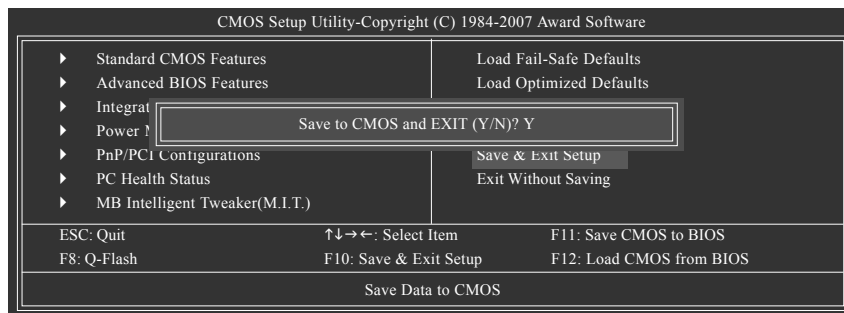 CMOS Setup Utility-Copyright (C) 1984-2007 Award Software
Standard CMOS Features
Advanced BIOS Features
Integrat
Power
PnP/PCI Configurations
PC Health Status
MB Intelligent Tweaker(M.I.T.)
Load Fail-Safe Defaults
Load Optimized Defaults
Save & Exit Setup
Exit Without Saving
Save to CMOS and EXIT (Y/N)? Y
ESC: Quit ↑↓→←: Select Item F11: Save CMOS to BIOS
F8: Q-Flash F10: Save & Exit Setup F12: Load CMOS from BIOS
Save Data to CMOS